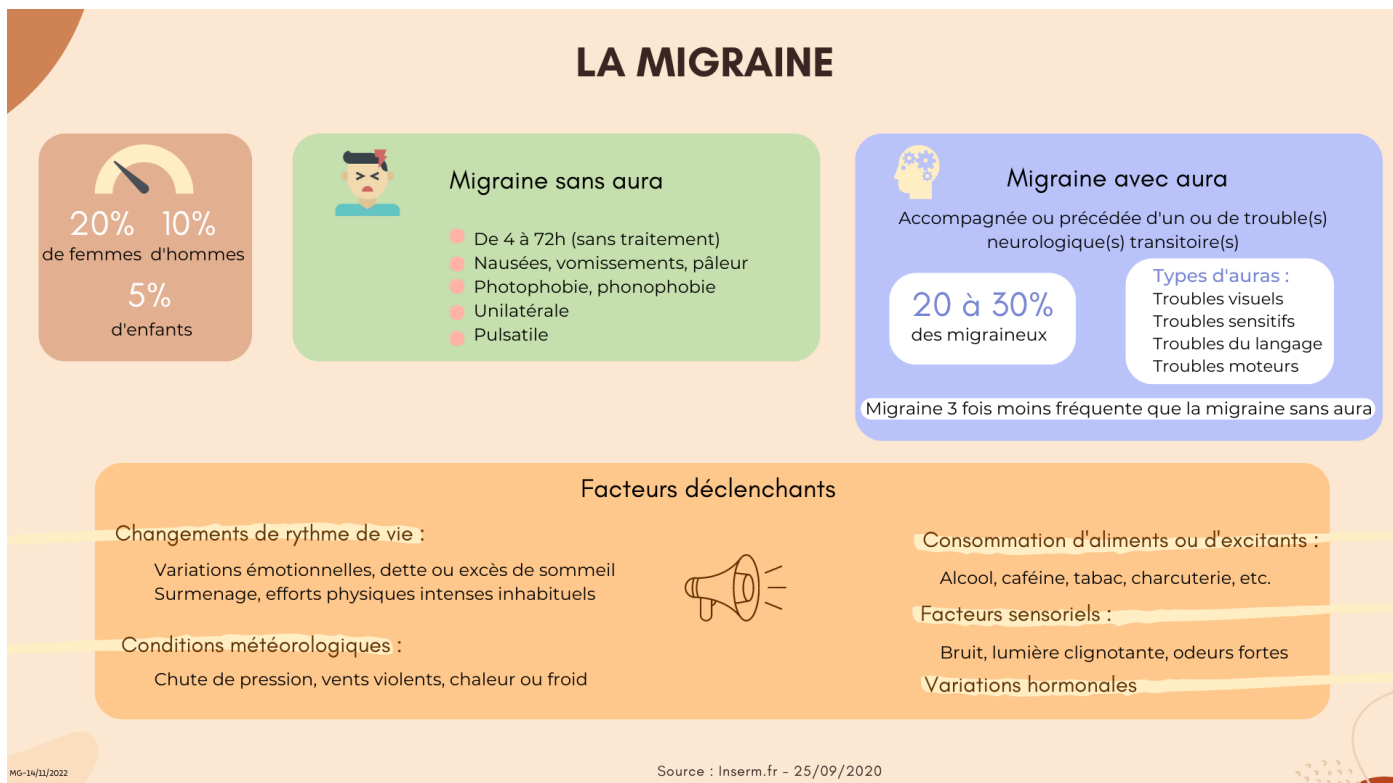 LA MIGRAINE
20% 10%
de femmes d'hommes
5%
d'enfants
Migraine sans aura
De 4 à 72h (sans traitement)
Nausées, vomissements, pâleur
Photophobie, phonophobie
Unilatérale
Pulsatile
Migraine avec aura
Accompagnée ou précédée d'un ou de trouble(s)
neurologique(s) transitoire(s)
20 à 30%
des migraineux
Types d'auras :
Troubles visuels
Troubles sensitifs
Troubles du langage
Troubles moteurs
Migraine 3 fois moins fréquente que la migraine sans aura
Facteurs déclenchants
Changements de rythme de vie :
Variations émotionnelles, dette ou excès de sommeil
Surmenage, efforts physiques intenses inhabituels
Conditions météorologiques :
Chute de pression, vents violents, chaleur ou froid
Consommation d'aliments ou d'excitants :
Alcool, caféine, tabac, charcuterie, etc.
Facteurs sensoriels :
Bruit, lumière clignotante, odeurs fortes
Variations hormonales
MG-14/11/2022
Source : Inserm.fr - 25/09/2020